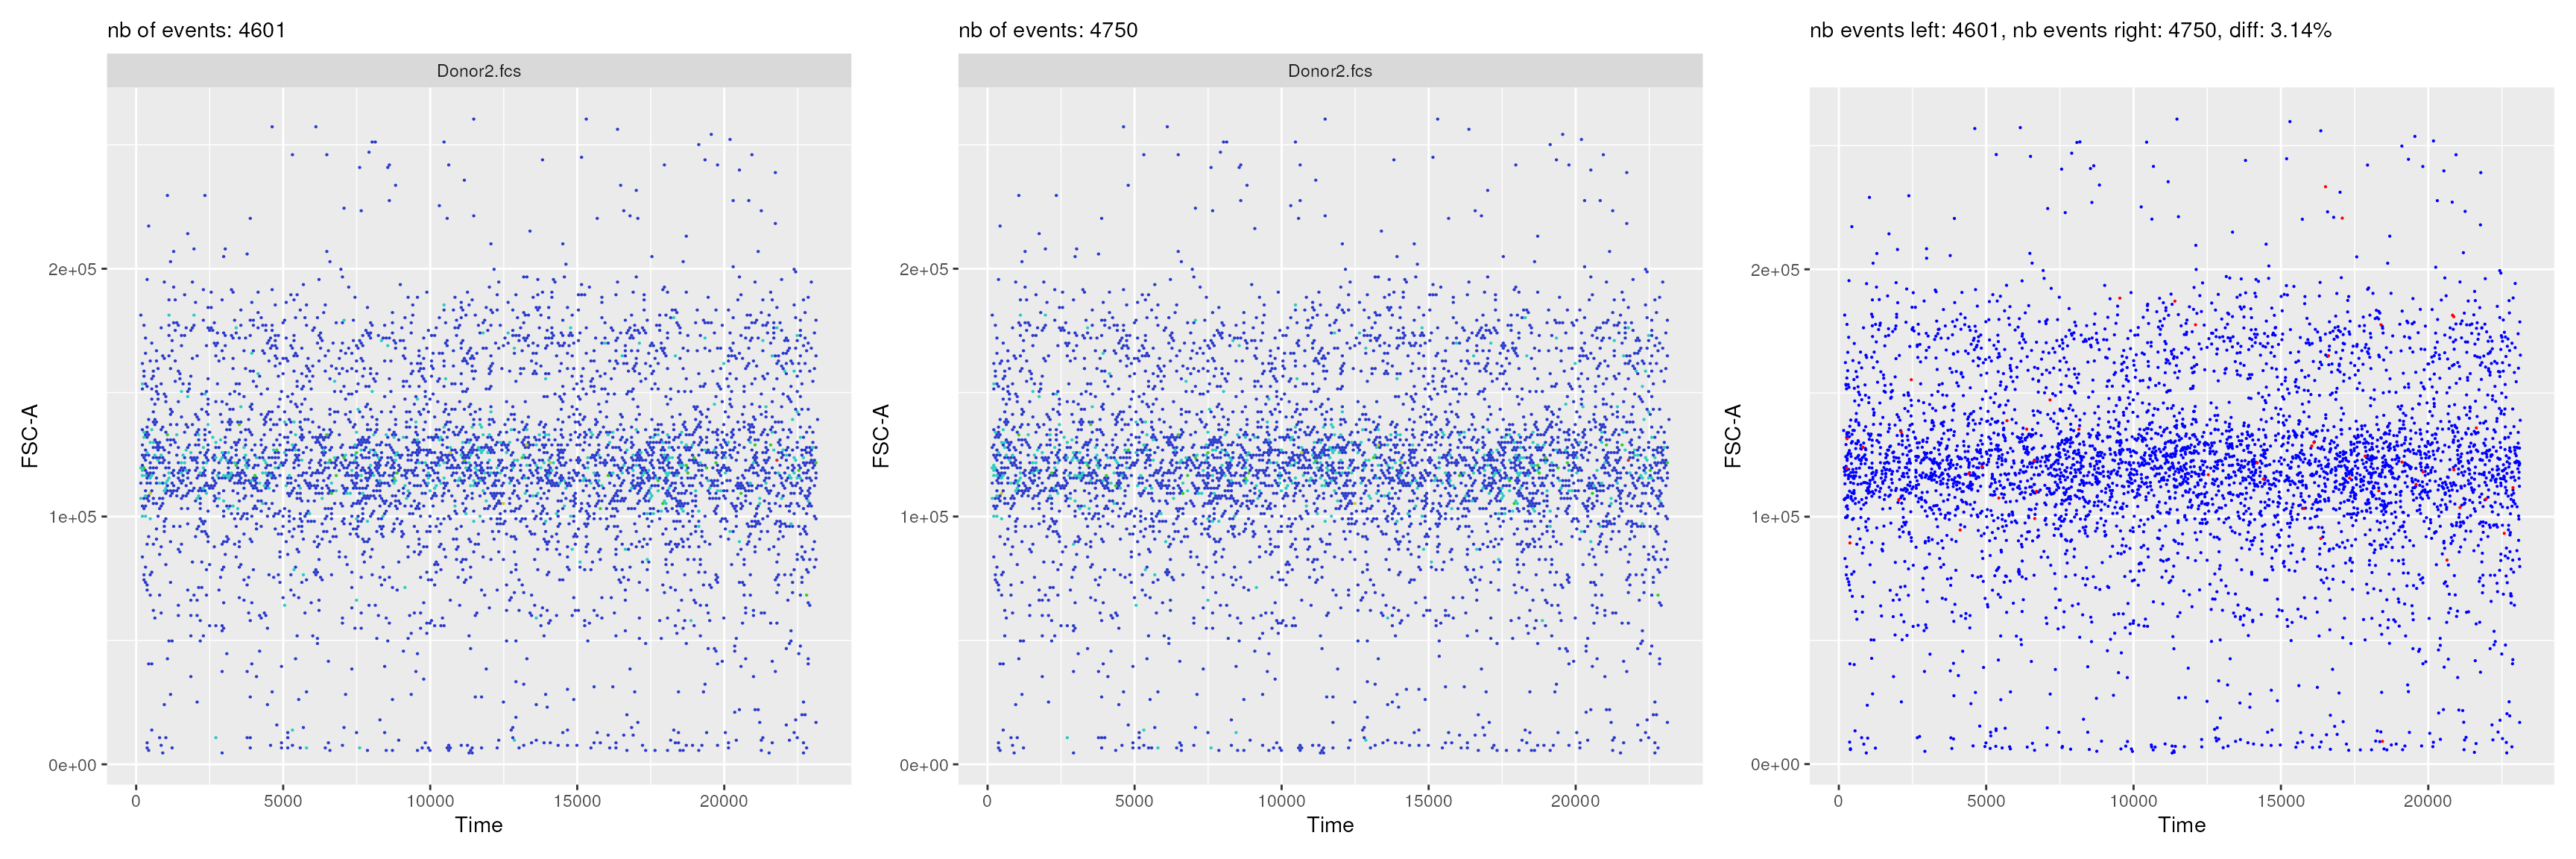 nb of events: 4601
Donor2.fcs
FSC-A
2e+05
1e+05
0e+00
0
5000
10000
15000
20000
Time
nb of events: 4750
Donor2.fcs
FSC-A
2e+05
1e+05
0e+00
0
5000
10000
15000
20000
Time
nb events left: 4601, nb events right: 4750, diff: 3.14%
FSC-A
2e+05
1e+05
0e+00
0
5000
10000
15000
20000
Time